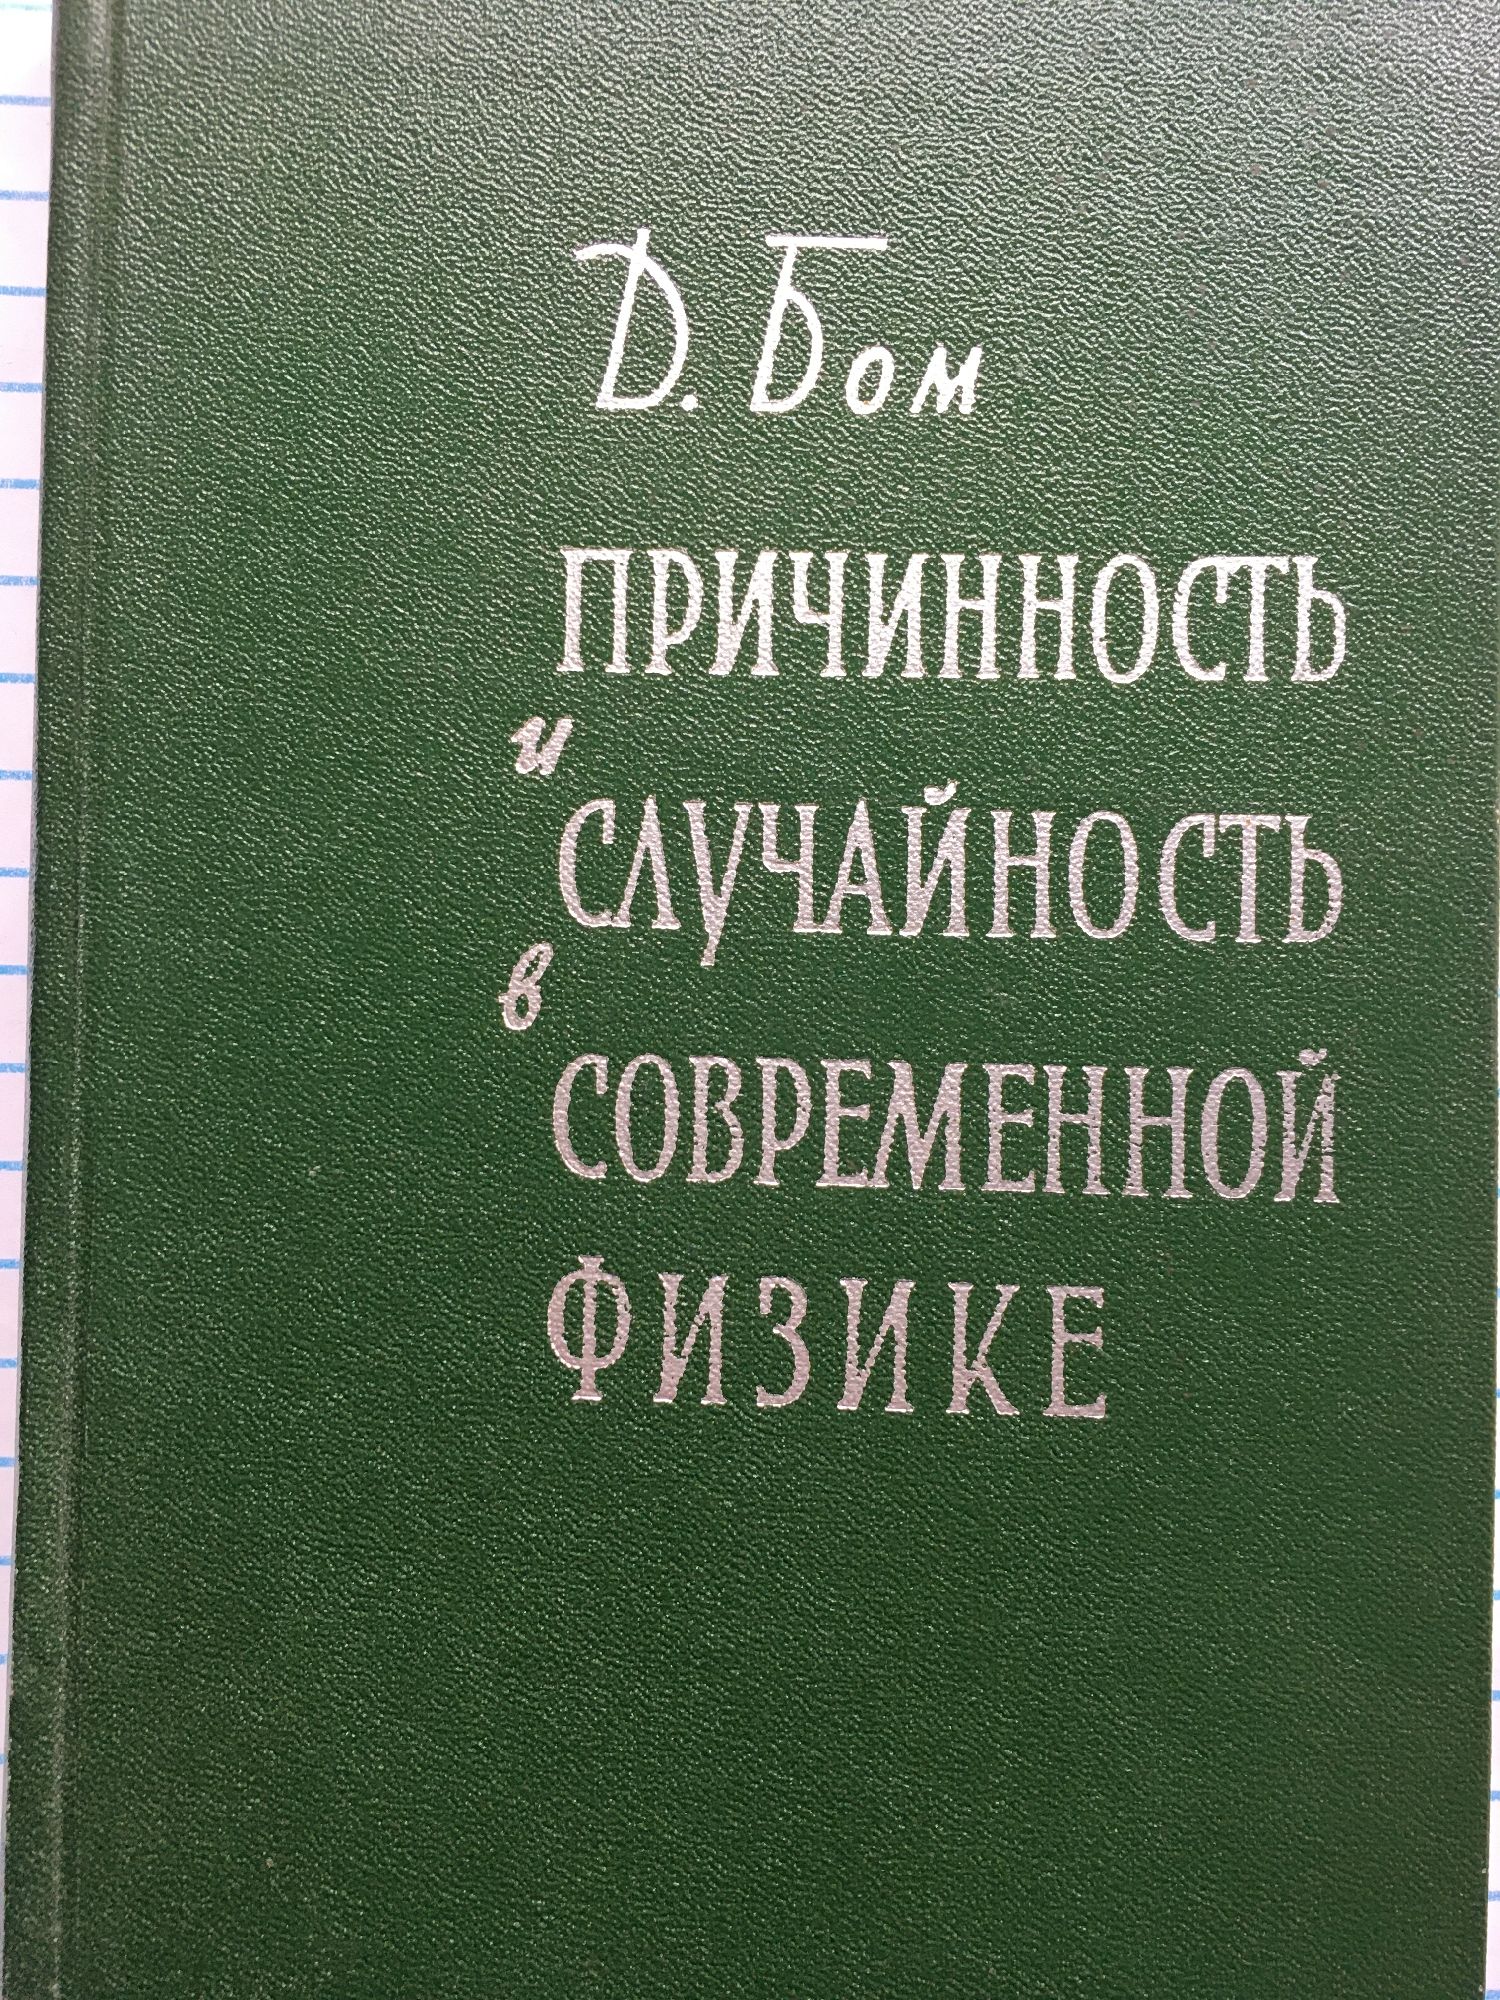 Д. Бом
ПРИЧИННОСТЬ
и
СЛУЧАЙНОСТЬ
в
СОВРЕМЕННОЙ
ФИЗИКЕ